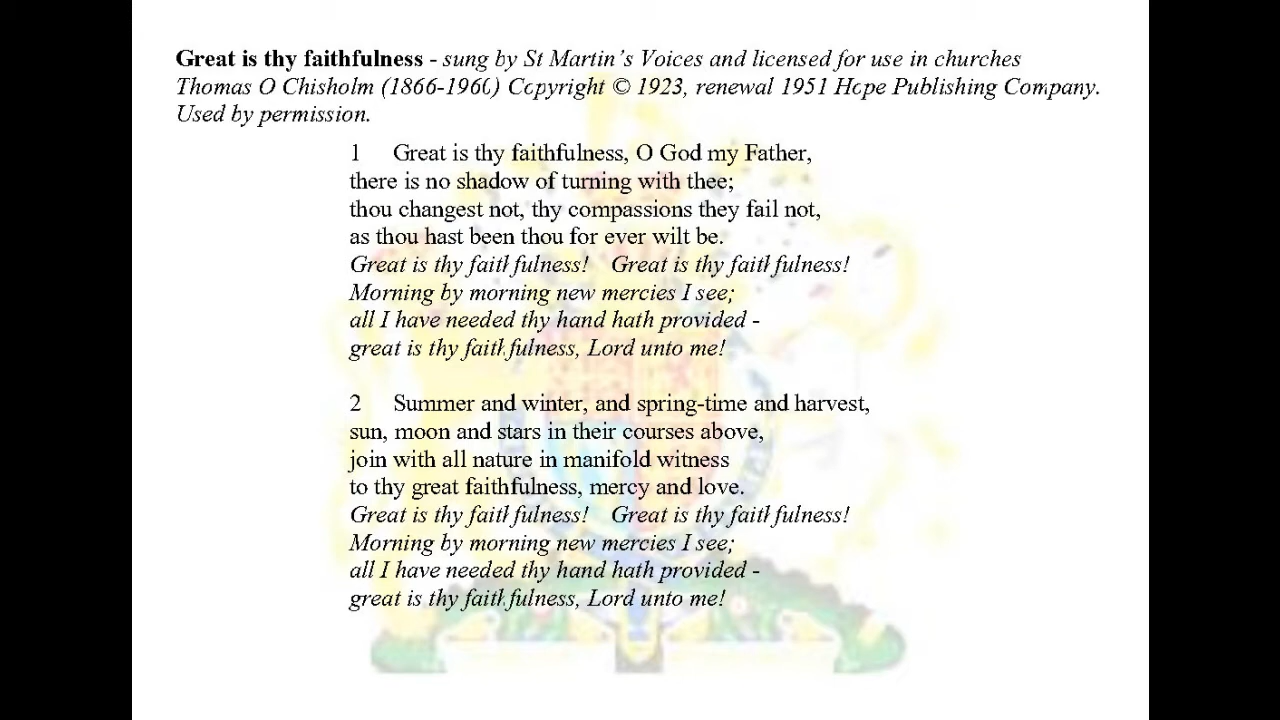 Great is thy faithfulness - sung by St Martin's Voices and licensed for use in churches
Thomas O Chisholm (1866-1960) Copyright © 1923, renewal 1951 Hope Publishing Company.
Used by permission.
1 Great is thy faithfulness, O God my Father,
there is no shadow of turning with thee;
thou changest not, thy compassions they fail not,
as thou hast been thou for ever wilt be.
Great is thy faithfulness! Great is thy faithfulness!
Morning by morning new mercies I see;
all I have needed thy hand hath provided -
great is thy faithfulness, Lord unto me!
2 Summer and winter, and spring-time and harvest,
sun, moon and stars in their courses above,
join with all nature in manifold witness
to thy great faithfulness, mercy and love.
Great is thy faithfulness! Great is thy faithfulness!
Morning by morning new mercies I see;
all I have needed thy hand hath provided -
great is thy faithfulness, Lord unto me!